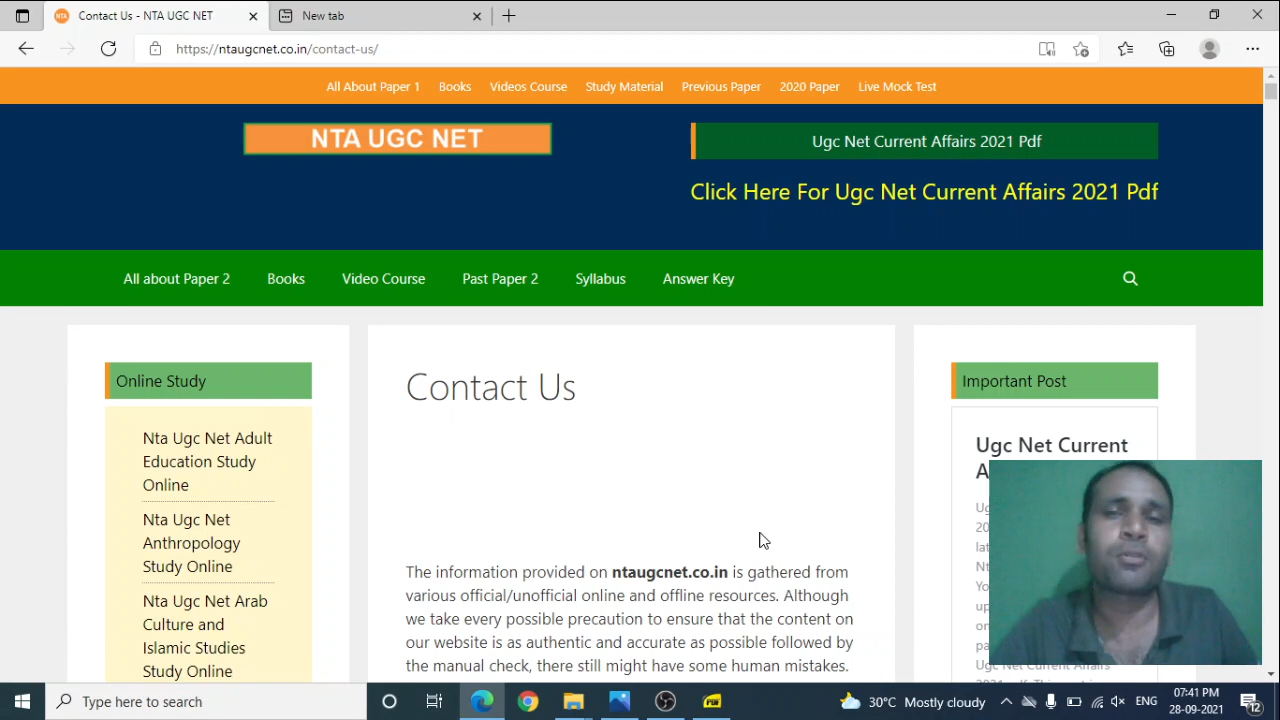 Contact Us - NTA UGC NET
New tab
https://ntaugcnet.co.in/contact-us/
All About Paper 1 Books Videos Course Study Material Previous Paper 2020 Paper Live Mock Test
NTA UGC NET
Ugc Net Current Affairs 2021 Pdf
Click Here For Ugc Net Current Affairs 2021 Pdf
All about Paper 2 Books Video Course Past Paper 2 Syllabus Answer Key
Online Study
Nta Ugc Net Adult
Education Study
Online
Nta Ugc Net
Anthropology
Study Online
Nta Ugc Net Arab
Culture and
Islamic Studies
Study Online
Contact Us
The information provided on ntaugcnet.co.in is gathered from
various official/unofficial online and offline resources. Although
we take every possible precaution to ensure that the content on
our website is as authentic and accurate as possible followed by
the manual check, there still might have some human mistakes.
Important Post
Ugc Net Current
Type here to search
30°C Mostly cloudy
ENG
07:41 PM
28-09-2021
12